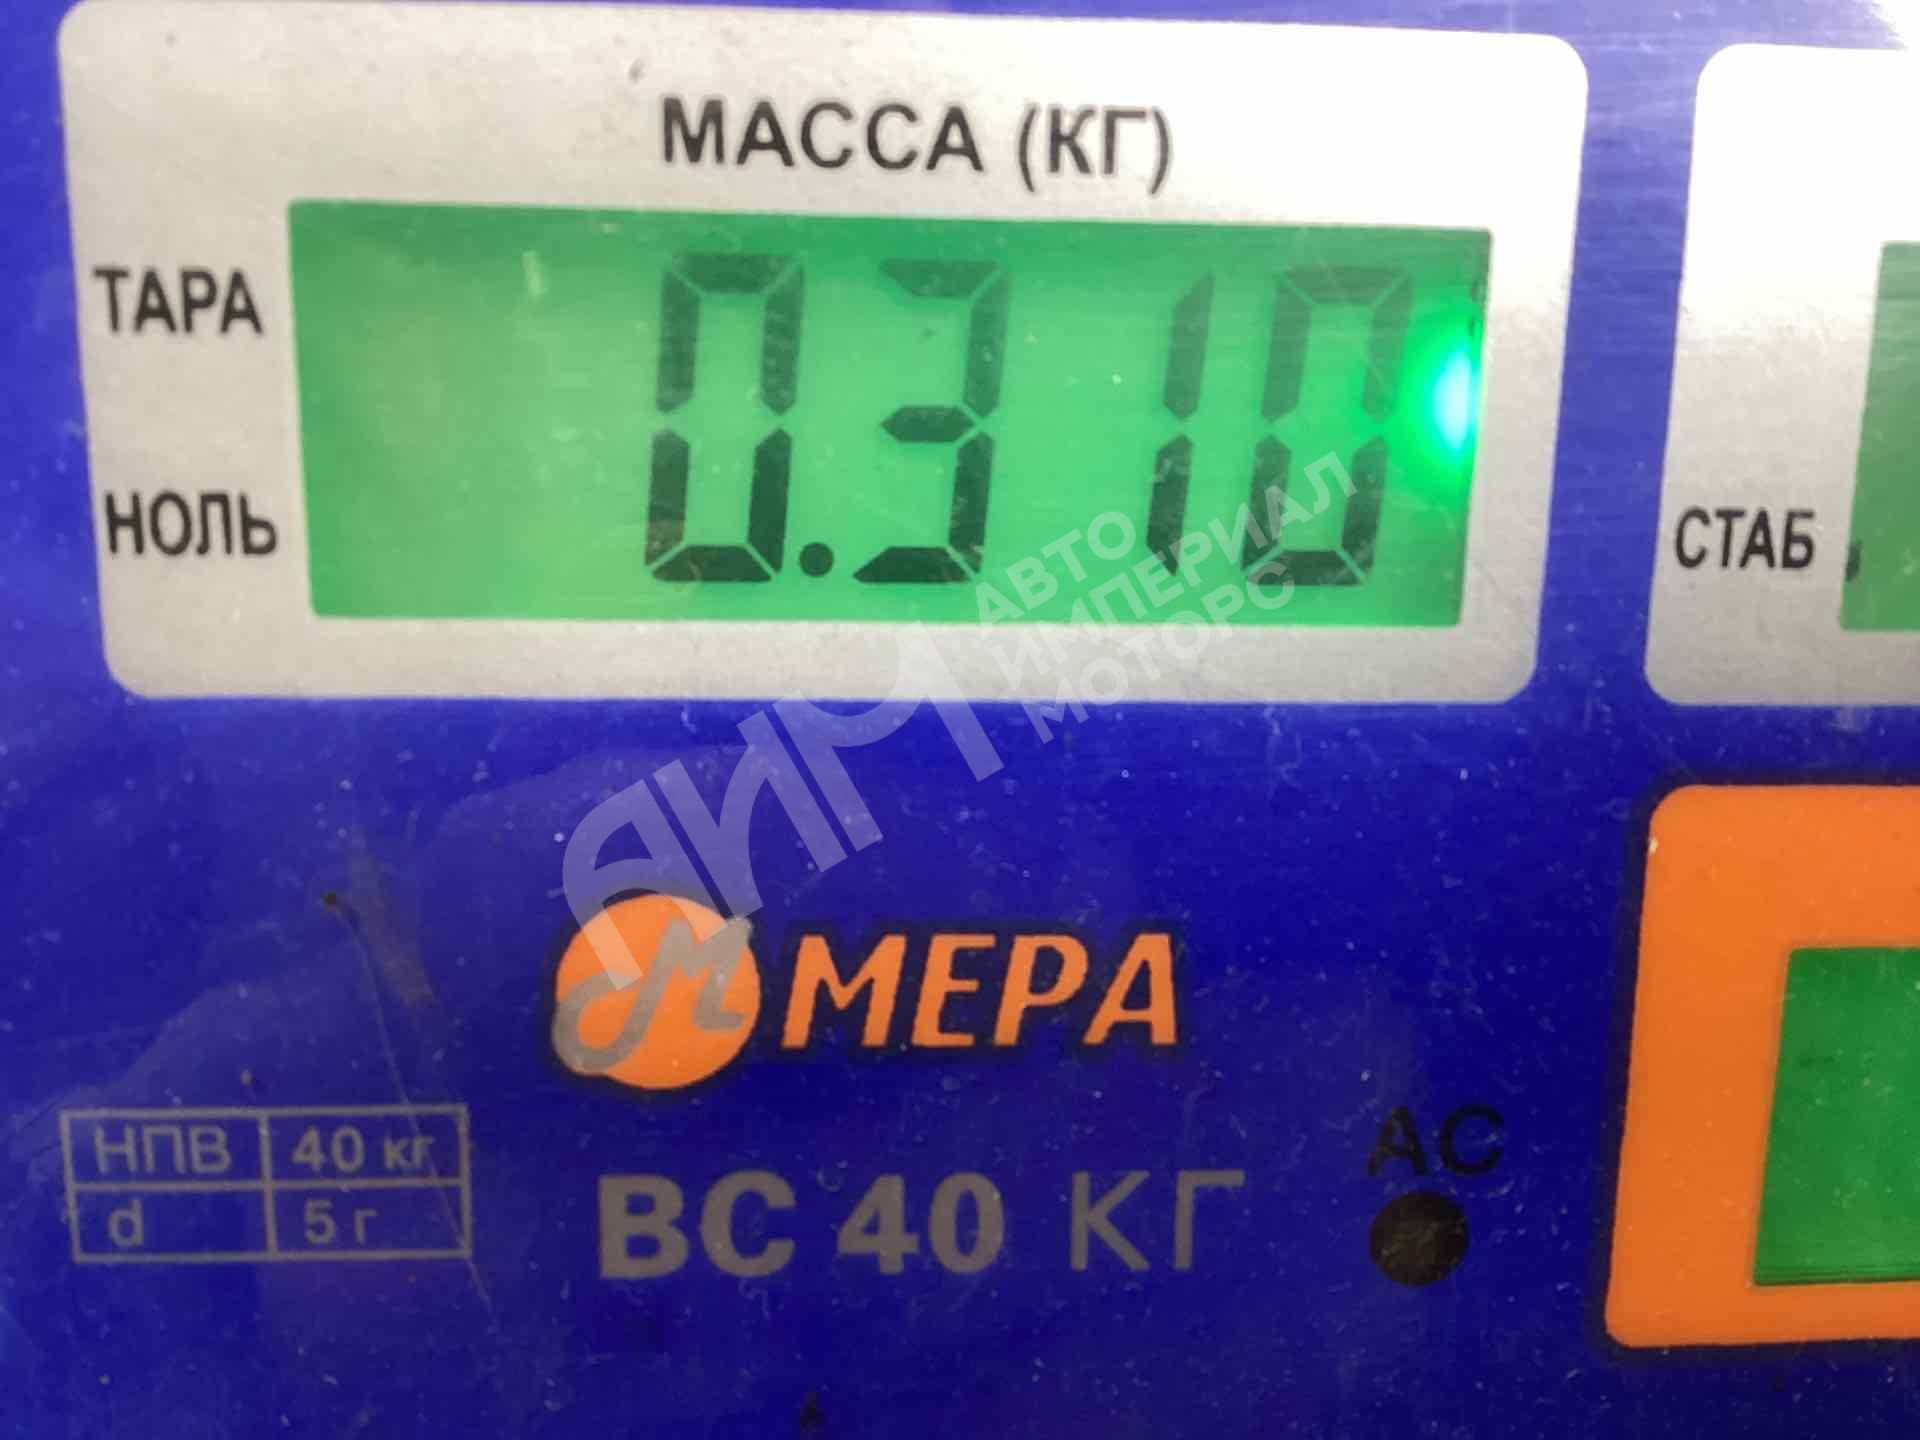 МАССА (КГ)
ТАРА
0.310
НОЛЬ
СТАБ
АВТО
ИМПЕРИАЛ
МОТОРС
АИМ
МЕРА
НПВ 40 кг
d 5 г
ВС 40 КГ
АС